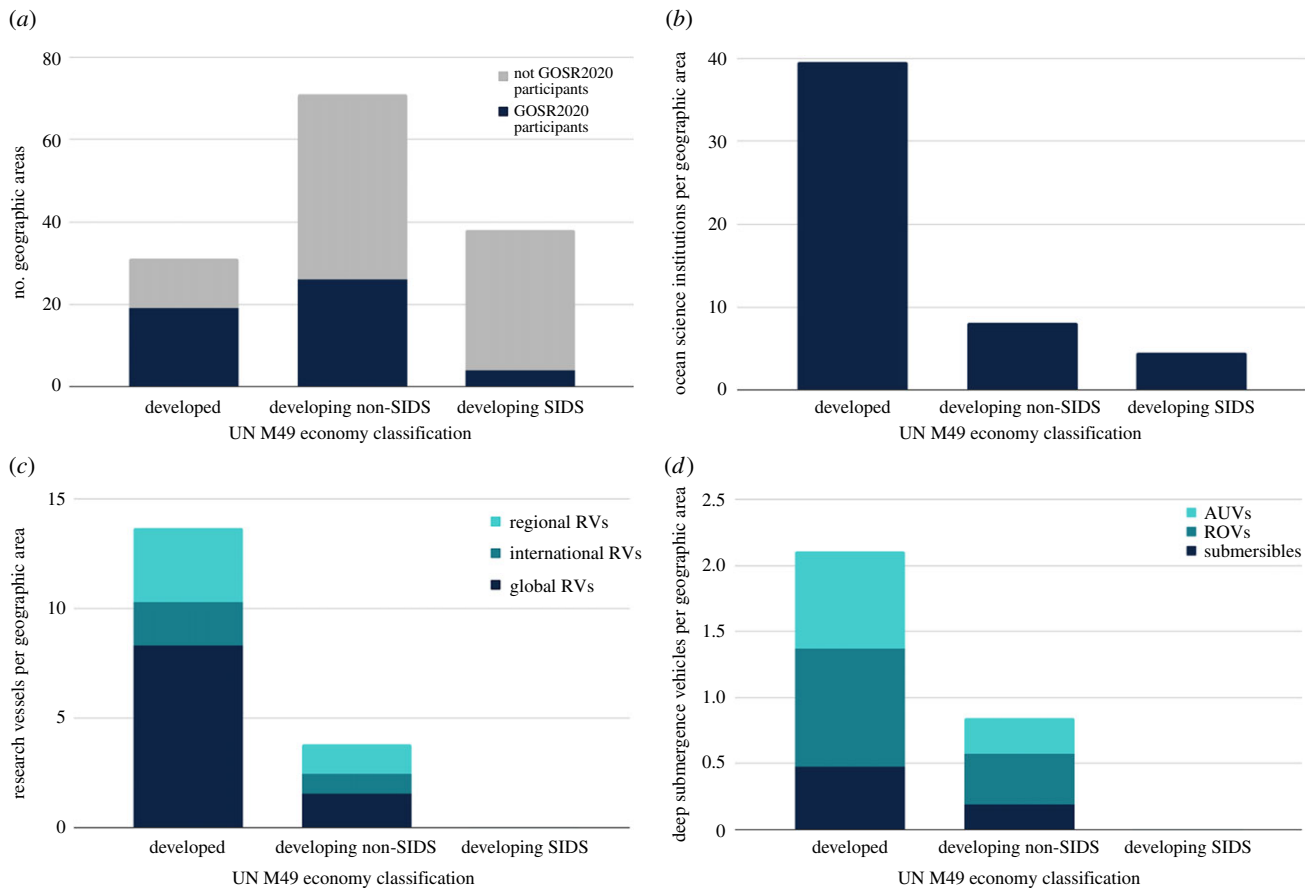 (a)
80
60
40
20
0
no. geographic areas
not GOSR2020
participants
GOSR2020
participants
developed
developing non-SIDS
developing SIDS
UN M49 economy classification
(b)
40
30
20
10
0
ocean science institutions per geographic area
developed
developing non-SIDS
developing SIDS
UN M49 economy classification
(c)
15
10
5
0
research vessels per geographic area
regional RVs
international RVs
global RVs
developed
developing non-SIDS
developing SIDS
UN M49 economy classification
(d)
2.5
2.0
1.5
1.0
0.5
0
deep submergence vehicles per geographic area
AUVs
ROVs
submersibles
developed
developing non-SIDS
developing SIDS
UN M49 economy classification